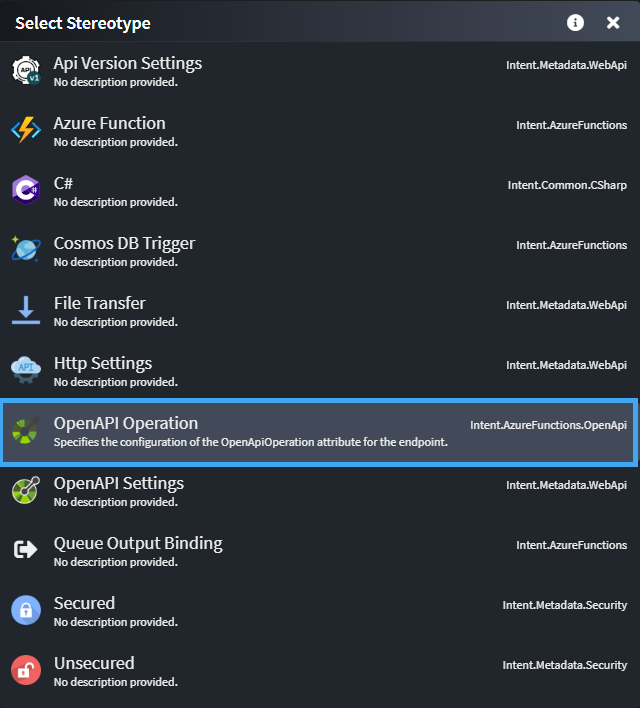 Select Stereotype
Api Version Settings
Intent.Metadata.WebApi
No description provided.
Azure Function
Intent.AzureFunctions
No description provided.
C#
Intent.Common.CSharp
No description provided.
Cosmos DB Trigger
Intent.AzureFunctions
No description provided.
File Transfer
Intent.Metadata.WebApi
No description provided.
Http Settings
Intent.Metadata.WebApi
No description provided.
OpenAPI Operation
Intent.AzureFunctions.OpenApi
Specifies the configuration of the OpenApiOperation attribute for the endpoint.
OpenAPI Settings
Intent.Metadata.WebApi
No description provided.
Queue Output Binding
Intent.AzureFunctions
No description provided.
Secured
Intent.Metadata.Security
No description provided.
Unsecured
Intent.Metadata.Security
No description provided.
API
v1
API